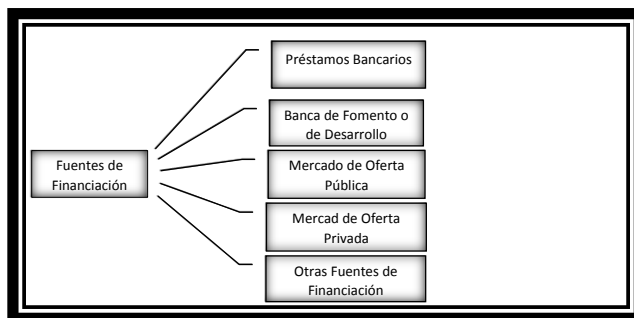 Fuentes de
Financiación
Préstamos Bancarios
Banca de Fomento o
de Desarrollo
Mercado de Oferta
Pública
Mercad de Oferta
Privada
Otras Fuentes de
Financiación